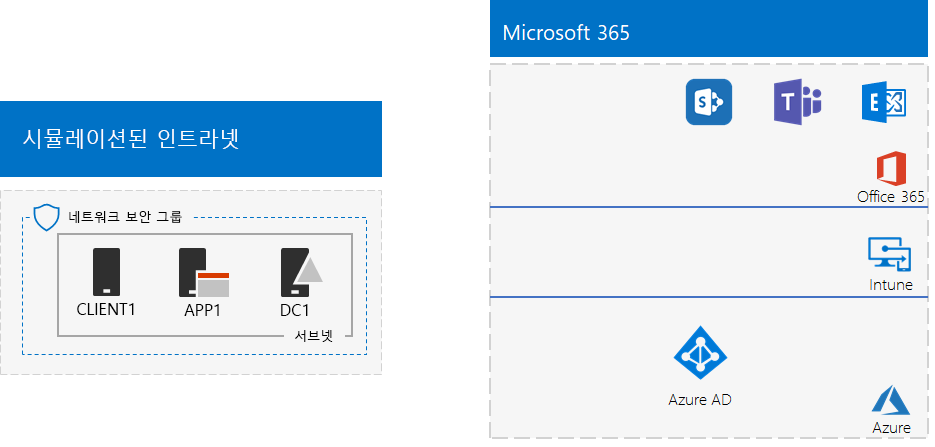 시뮬레이션된 인트라넷
네트워크 보안 그룹
CLIENT1
APP1
DC1
서브넷
Microsoft 365
S
T
E
Office 365
Intune
Azure AD
Azure